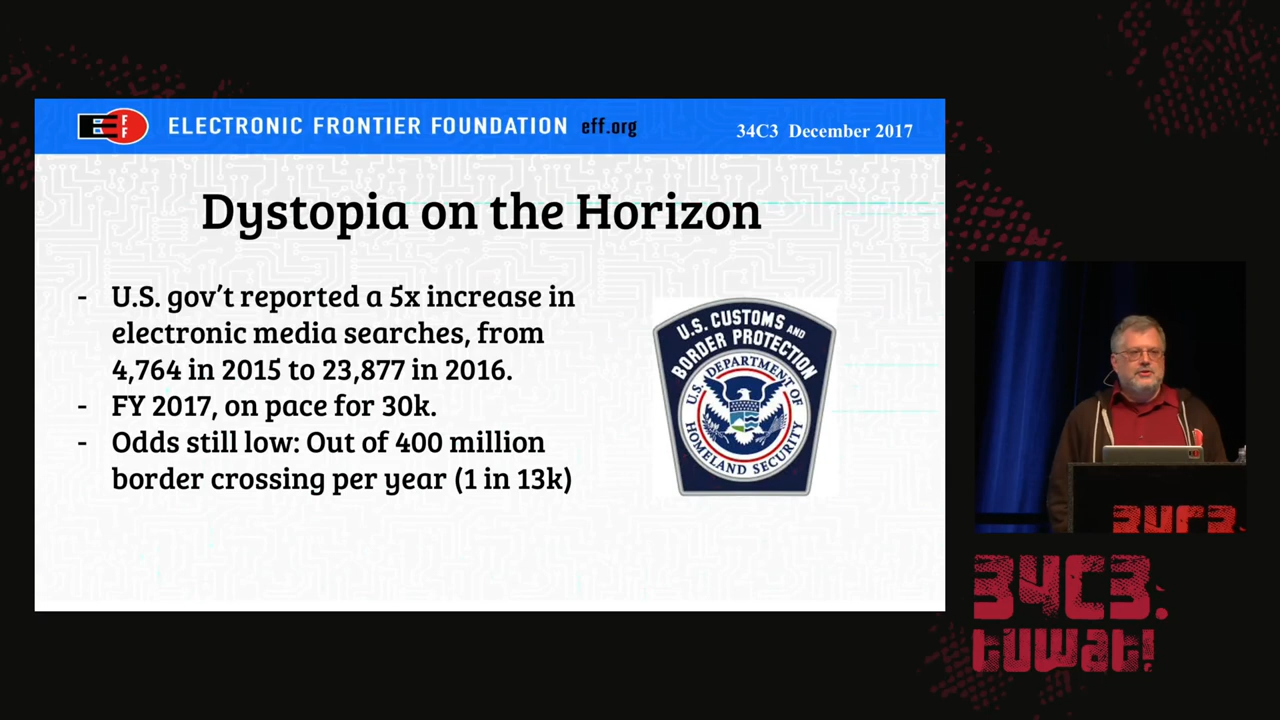 EFF ELECTRONIC FRONTIER FOUNDATION eff.org
34C3 December 2017
Dystopia on the Horizon
- U.S. gov't reported a 5x increase in
electronic media searches, from
4,764 in 2015 to 23,877 in 2016.
- FY 2017, on pace for 30k.
- Odds still low: Out of 400 million
border crossing per year (1 in 13k)
U.S. CUSTOMS AND
BORDER PROTECTION
U.S. DEPARTMENT OF
HOMELAND SECURITY
34C3.
34C3.
tuwat!